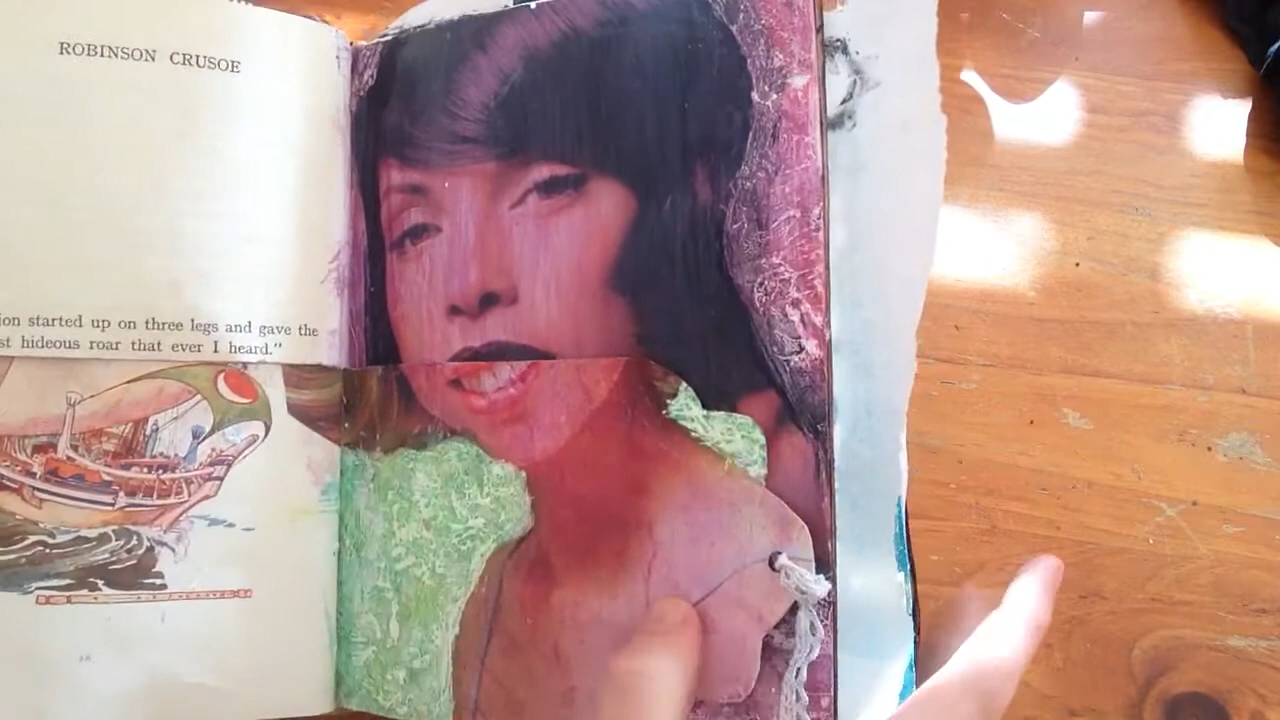 ROBINSON CRUSOE
ion started up on three legs and gave the
st hideous roar that ever I heard."